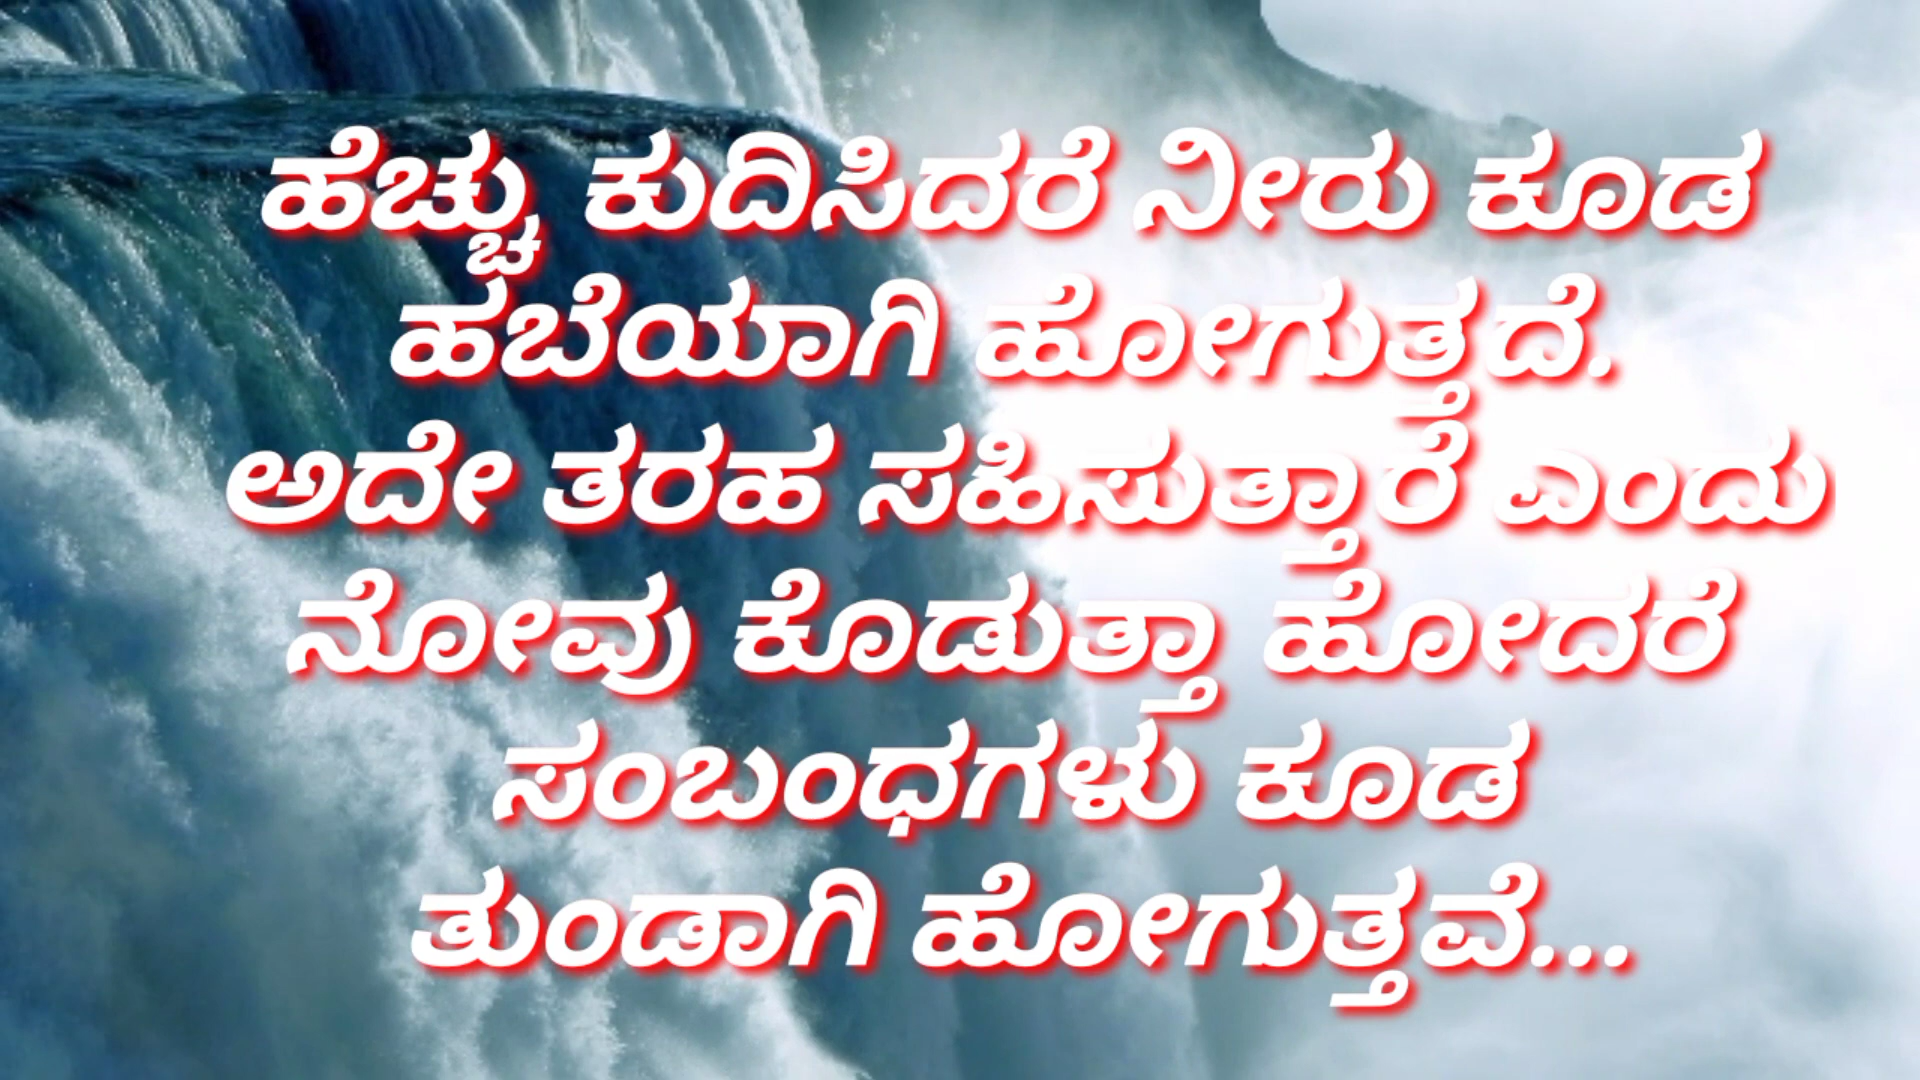 ಹೆಚ್ಚು ಕುದಿಸಿದರೆ ನೀರು ಕೂಡ
ಹಬೆಯಾಗಿ ಹೋಗುತ್ತದೆ.
ಅದೇ ತರಹ ಸಹಿಸುತ್ತಾರೆ ಎಂದು
ನೋವು ಕೊಡುತ್ತಾ ಹೋದರೆ
ಸಂಬಂಧಗಳು ಕೂಡ
ತುಂಡಾಗಿ ಹೋಗುತ್ತವೆ...